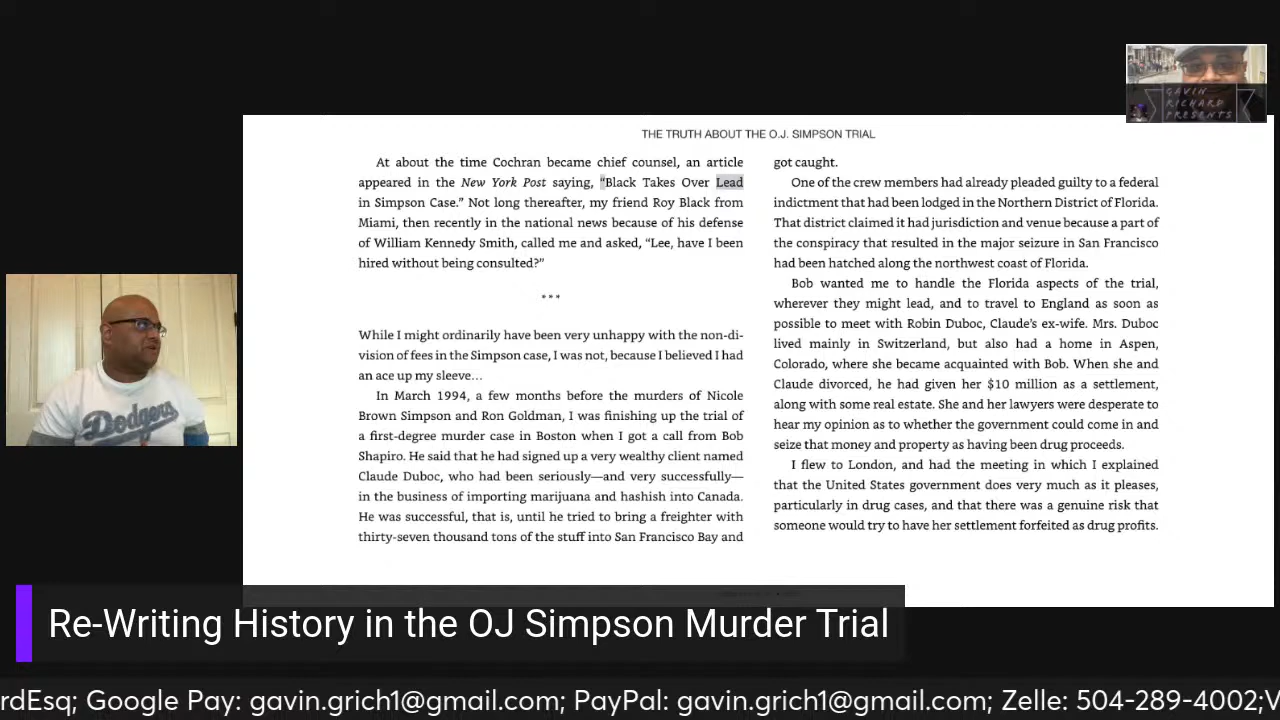 GAVIN
RICHARD
PRESENTS
THE TRUTH ABOUT THE O.J. SIMPSON TRIAL
At about the time Cochran became chief counsel, an article
appeared in the New York Post saying, “Black Takes Over Lead
in Simpson Case.” Not long thereafter, my friend Roy Black from
Miami, then recently in the national news because of his defense
of William Kennedy Smith, called me and asked, “Lee, have I been
hired without being consulted?”
***
While I might ordinarily have been very unhappy with the non-di-
vision of fees in the Simpson case, I was not, because I believed I had
an ace up my sleeve…
In March 1994, a few months before the murders of Nicole
Brown Simpson and Ron Goldman, I was finishing up the trial of
a first-degree murder case in Boston when I got a call from Bob
Shapiro. He said that he had signed up a very wealthy client named
Claude Duboc, who had been seriously—and very successfully—
in the business of importing marijuana and hashish into Canada.
He was successful, that is, until he tried to bring a freighter with
thirty-seven thousand tons of the stuff into San Francisco Bay and
got caught.
One of the crew members had already pleaded guilty to a federal
indictment that had been lodged in the Northern District of Florida.
That district claimed it had jurisdiction and venue because a part of
the conspiracy that resulted in the major seizure in San Francisco
had been hatched along the northwest coast of Florida.
Bob wanted me to handle the Florida aspects of the trial,
wherever they might lead, and to travel to England as soon as
possible to meet with Robin Duboc, Claude’s ex-wife. Mrs. Duboc
lived mainly in Switzerland, but also had a home in Aspen,
Colorado, where she became acquainted with Bob. When she and
Claude divorced, he had given her $10 million as a settlement,
along with some real estate. She and her lawyers were desperate to
hear my opinion as to whether the government could come in and
seize that money and property as having been drug proceeds.
I flew to London, and had the meeting in which I explained
that the United States government does very much as it pleases,
particularly in drug cases, and that there was a genuine risk that
someone would try to have her settlement forfeited as drug profits.
Dodgers
Re-Writing History in the OJ Simpson Murder Trial
rdEsq; Google Pay: gavin.grich1@gmail.com; PayPal: gavin.grich1@gmail.com; Zelle: 504-289-4002;V